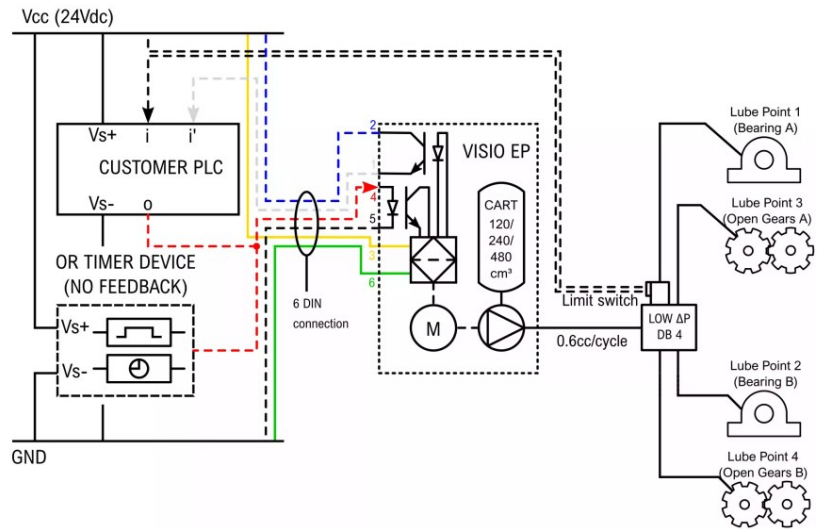 Vcc (24Vdc)
Vs+ i i'
CUSTOMER PLC
Vs- o
OR TIMER DEVICE
(NO FEEDBACK)
Vs+
Vs-
GND
6 DIN
connection
2
1
4
5
3
6
VISIO EP
CART
120/
240/
480
cm³
M
0.6cc/cycle
Limit switch
LOW ΔP
DB 4
Lube Point 1
(Bearing A)
Lube Point 3
(Open Gears A)
Lube Point 2
(Bearing B)
Lube Point 4
(Open Gears B)